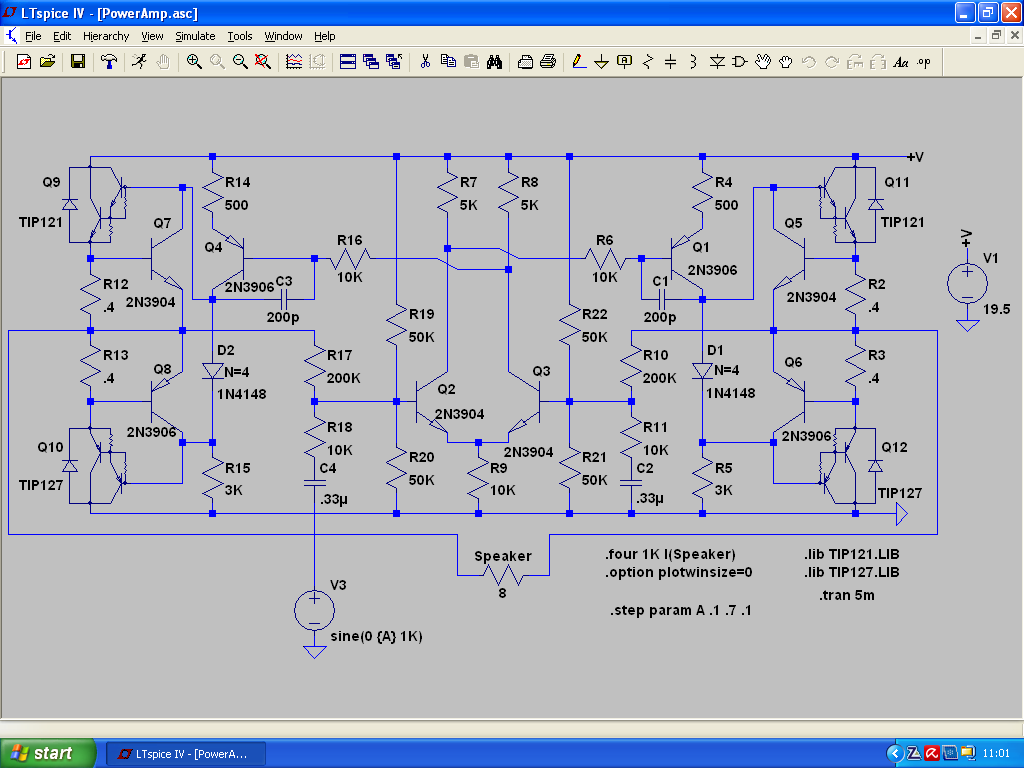 LTspice IV - [PowerAmp.asc]
File Edit Hierarchy View Simulate Tools Window Help
Aa .op
+V
Q9
R14
R7
R8
R4
Q11
500
5K
5K
500
TIP121
Q7
TIP121
Q4
R16
R6
Q1
Q5
+V
V1
10K
10K
2N3906
2N3906
C3
C1
R12
2N3904
2N3904
R2
.4
.4
200p
200p
19.5
R19
R22
50K
50K
R13
D2
R17
R10
D1
R3
.4
Q8
N=4
200K
200K
N=4
Q6
.4
1N4148
1N4148
Q2
Q3
2N3904
R18
R11
2N3906
2N3906
10K
10K
Q10
2N3904
Q12
R15
C4
R20
R9
R21
C2
R5
TIP127
3K
50K
10K
50K
3K
TIP127
.33µ
.33µ
Speaker
8
.four 1K I(Speaker)
.lib TIP121.LIB
.option plotwinsize=0
.lib TIP127.LIB
.tran 5m
.step param A .1 .7 .1
V3
sine(0 {A} 1K)
start
LTspice IV - [PowerA...
11:01